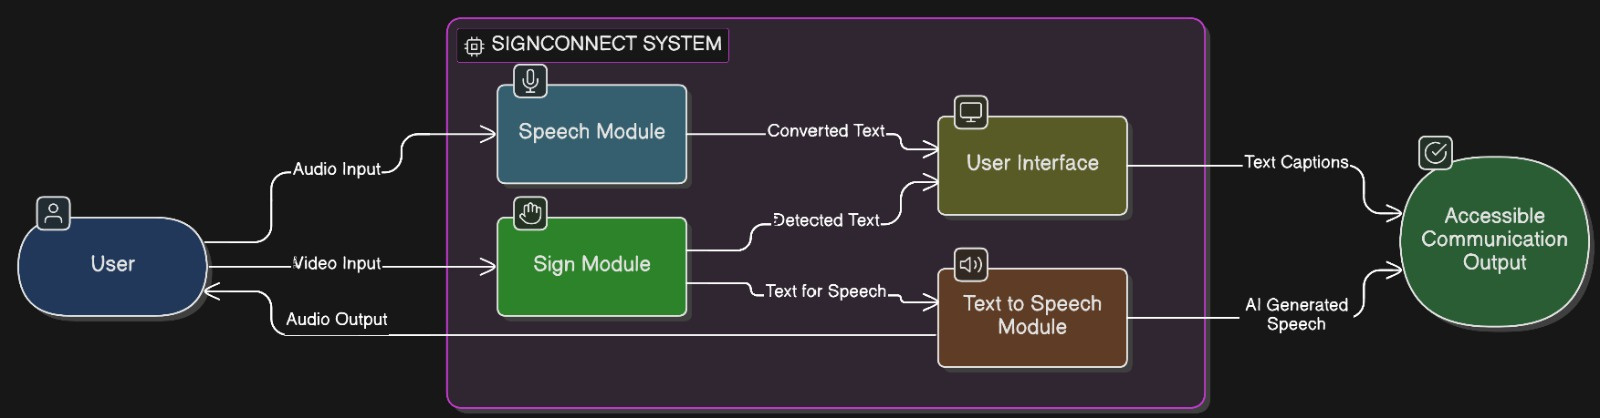 SIGNCONNECT SYSTEM
Speech Module
Converted Text
User Interface
Audio Input
Text Captions
Detected Text
User
Video Input
Sign Module
Accessible
Communication
Output
Text for Speech
Text to Speech
Module
Audio Output
AI Generated
Speech